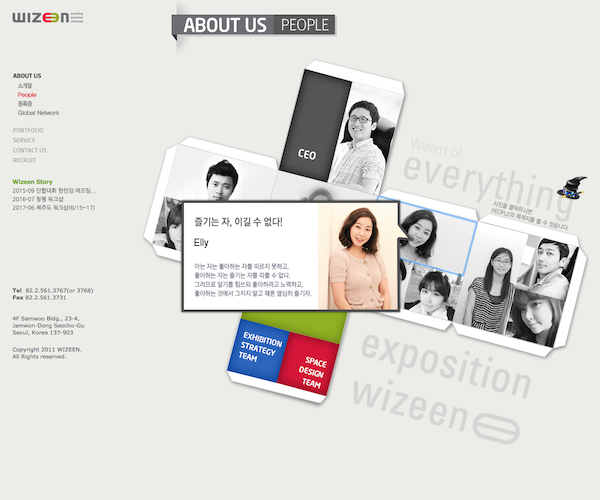 WIZEEN
ABOUT US PEOPLE
ABOUT US
소개말
People
등록증
Global Network
PORTFOLIO
SERVICE
CONTACT US
RECRUIT
Wizeen Story
2015-09 단합대회 한탄강 래프팅...
2016-07 청평 워크샵
2017-06 제주도 워크샵(6/15~17)
CEO
Wizard of
everything
사진을 클릭하시면
PEOPLE의 메세지를 볼 수 있습니다.
즐기는 자, 이길 수 없다!
Elly
아는 자는 좋아하는 자를 따르지 못하고,
좋아하는 자는 즐기는 자를 따를 수 없다.
그러므로 알기를 힘쓰되 좋아하려고 노력하고,
좋아하는 것에서 그치지 말고 때론 열심히 즐기자.
Tel 82.2.561.3767(or 3768)
Fax 82.2.561.3731
4F Samwoo Bldg., 23-4,
Jamwon-Dong Seocho-Gu
Seoul, Korea 137-903
Copyright 2011 WIZEEN.
All Rights reserved.
EXHIBITION
STRATEGY
TEAM
SPACE
DESIGN
TEAM
exposition
wizeen